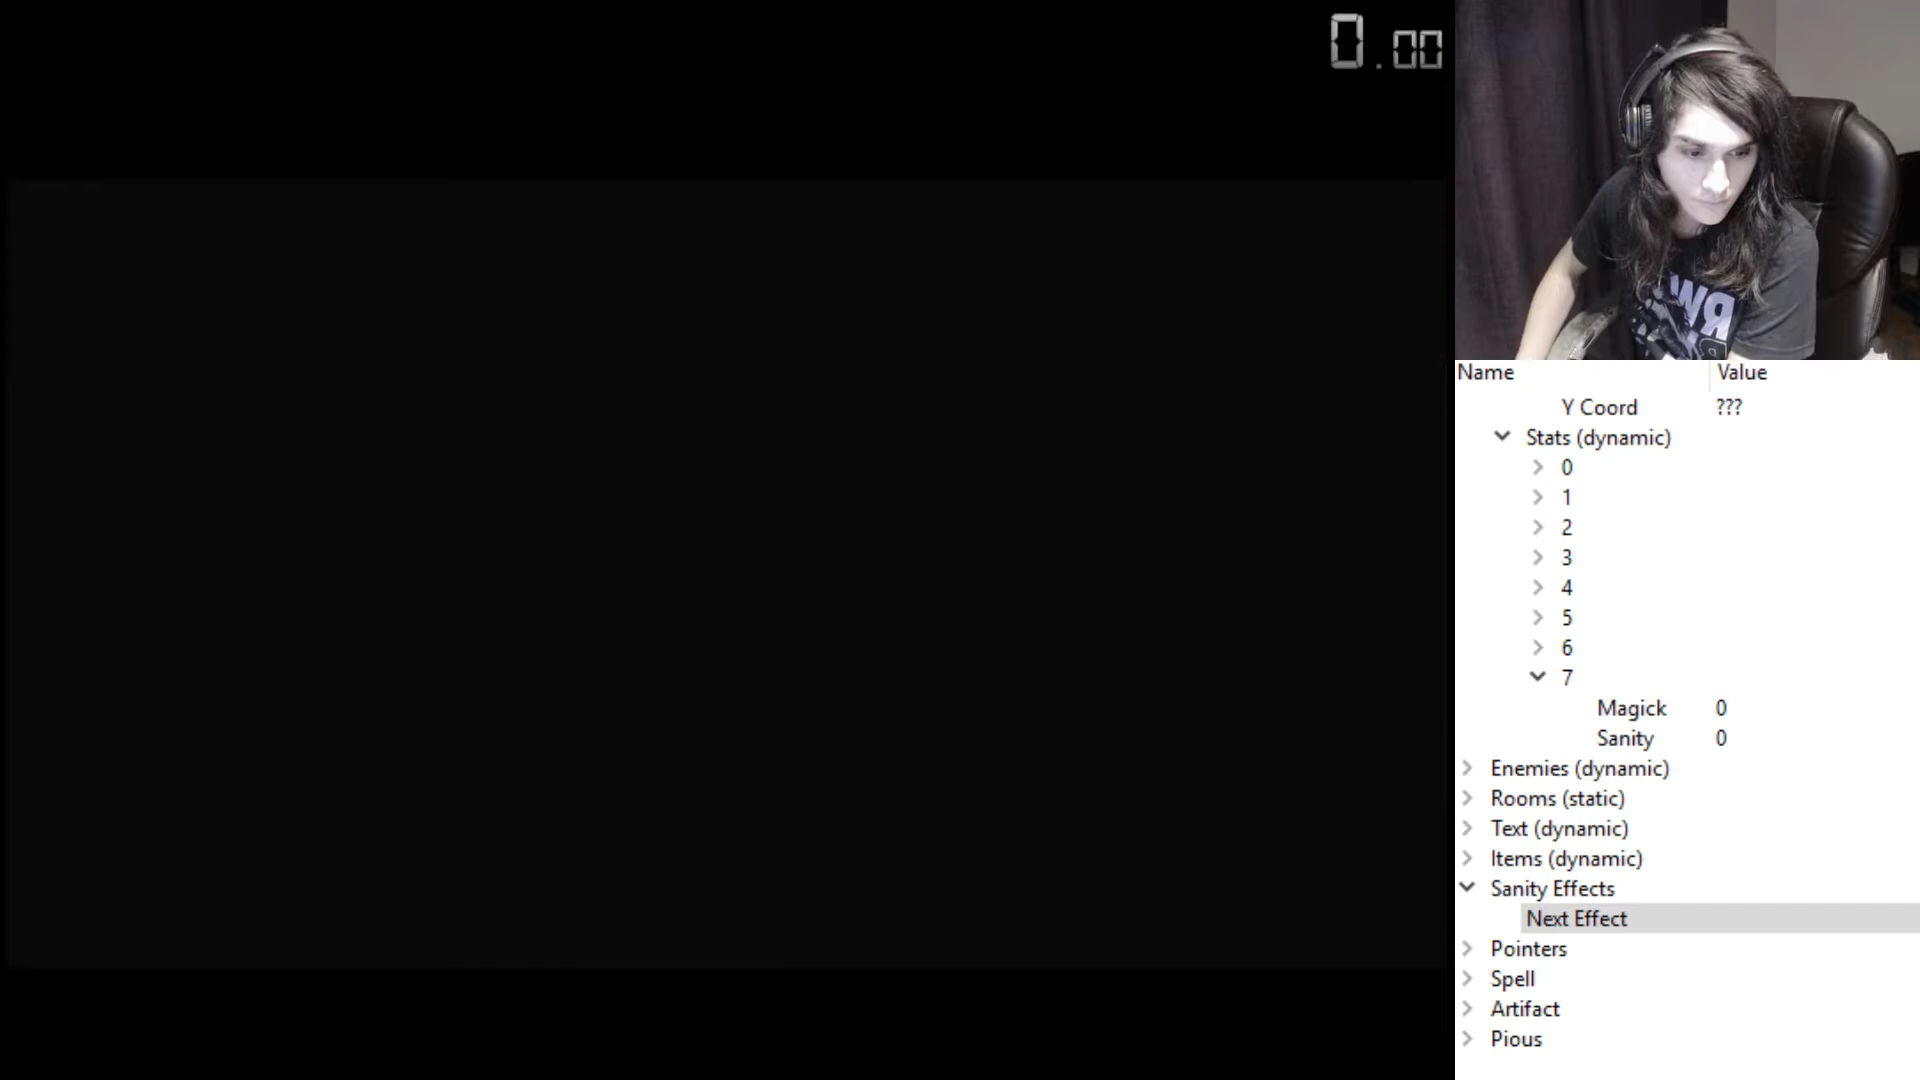 0.00
Name Value
Y Coord ???
Stats (dynamic)
0
1
2
3
4
5
6
7
Magick 0
Sanity 0
Enemies (dynamic)
Rooms (static)
Text (dynamic)
Items (dynamic)
Sanity Effects
Next Effect
Pointers
Spell
Artifact
Pious